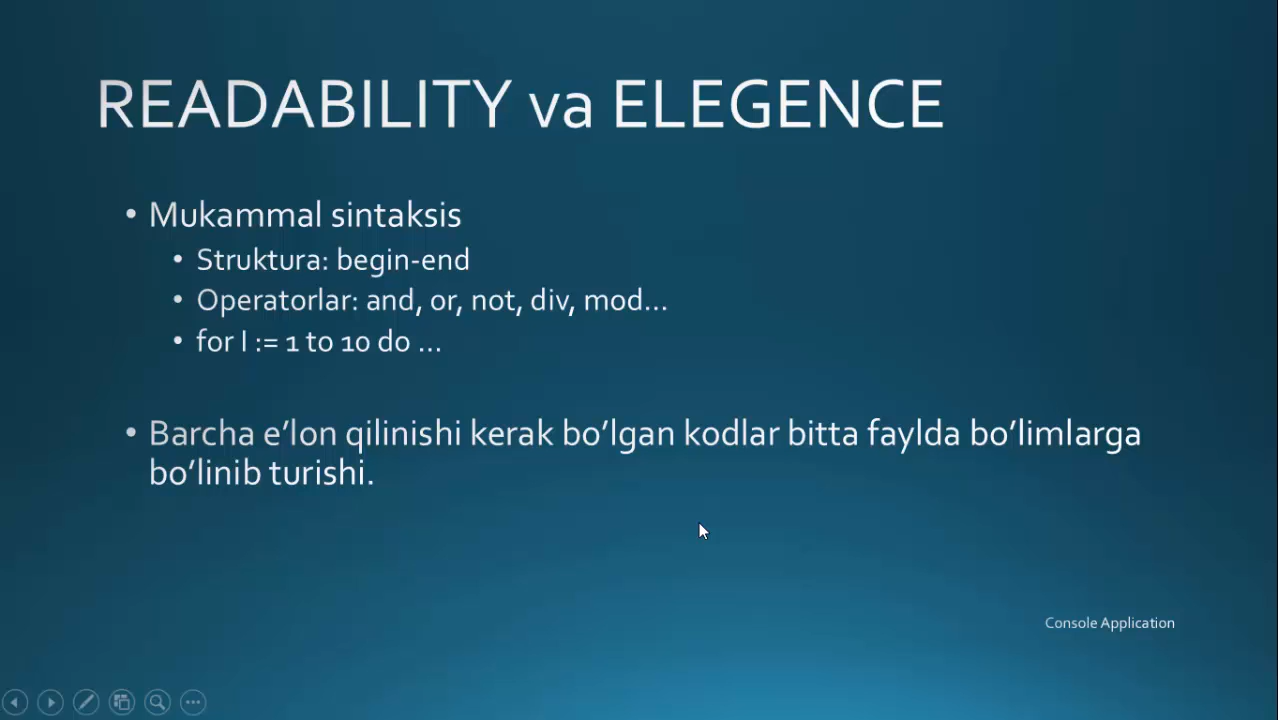 READABILITY va ELEGENCE
• Mukammal sintaksis
• Struktura: begin-end
• Operatorlar: and, or, not, div, mod…
• for I := 1 to 10 do …
• Barcha e’lon qilinishi kerak bo’lgan kodlar bitta faylda bo’limlarga
bo’linib turishi.
Console Application